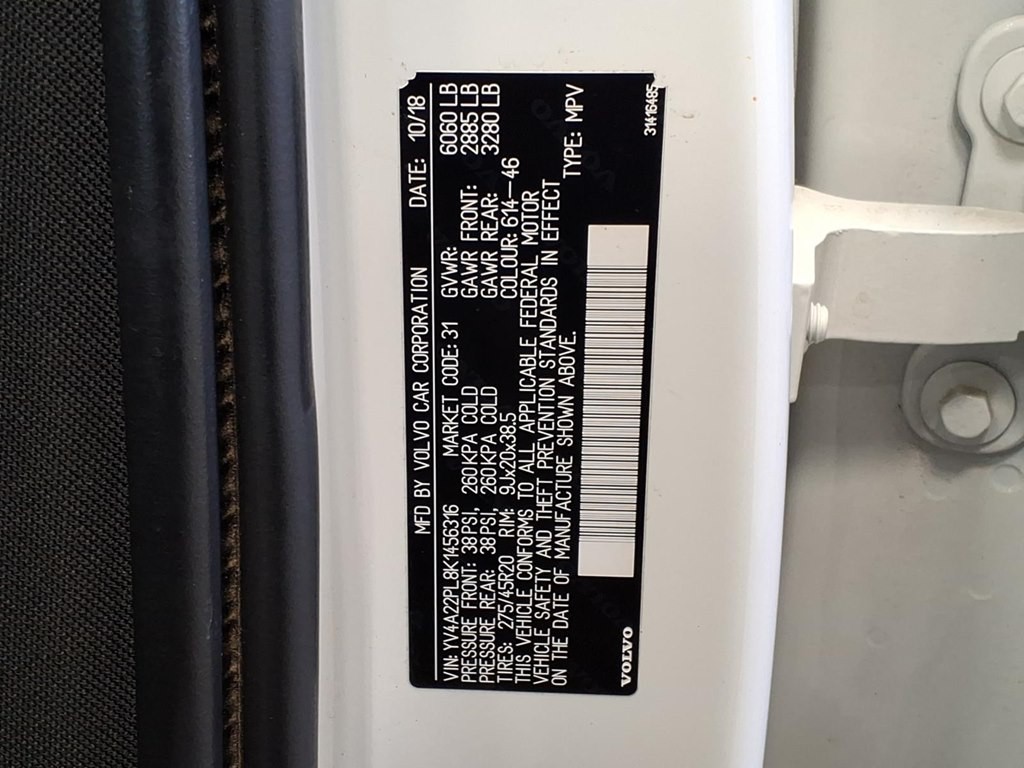 MFD BY VOLVO CAR CORPORATION DATE: 10/18
VIN: YV4A22PL8K1456316 MARKET CODE: 31 GVWR: 6060 LB
PRESSURE FRONT: 38PSI, 260KPA COLD GAWR FRONT: 2885 LB
PRESSURE REAR: 38PSI, 260KPA COLD GAWR REAR: 3280 LB
TIRES: 275/45R20 RIM: 9Jx20x38.5 COLOUR: 614-46
THIS VEHICLE CONFORMS TO ALL APPLICABLE FEDERAL MOTOR
VEHICLE SAFETY AND THEFT PREVENTION STANDARDS IN EFFECT
ON THE DATE OF MANUFACTURE SHOWN ABOVE. TYPE: MPV
VOLVO
31416485